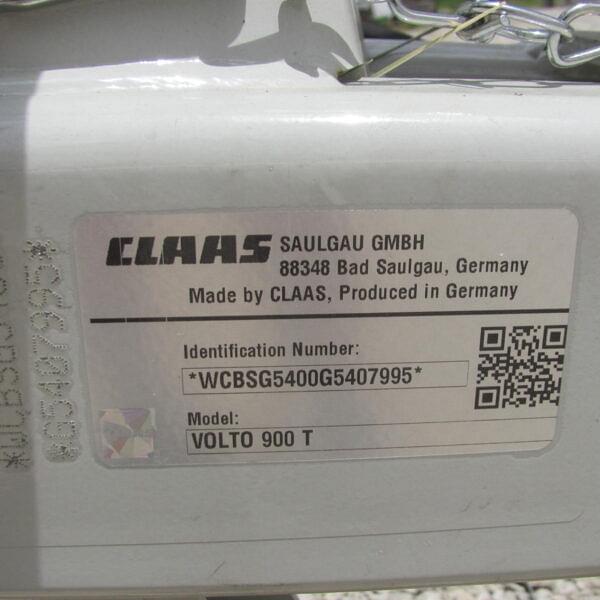 CLAAS SAULGAU GMBH
88348 Bad Saulgau, Germany
Made by CLAAS, Produced in Germany
Identification Number:
*WCBSG5400G5407995*
Model:
VOLTO 900 T
G5407995*